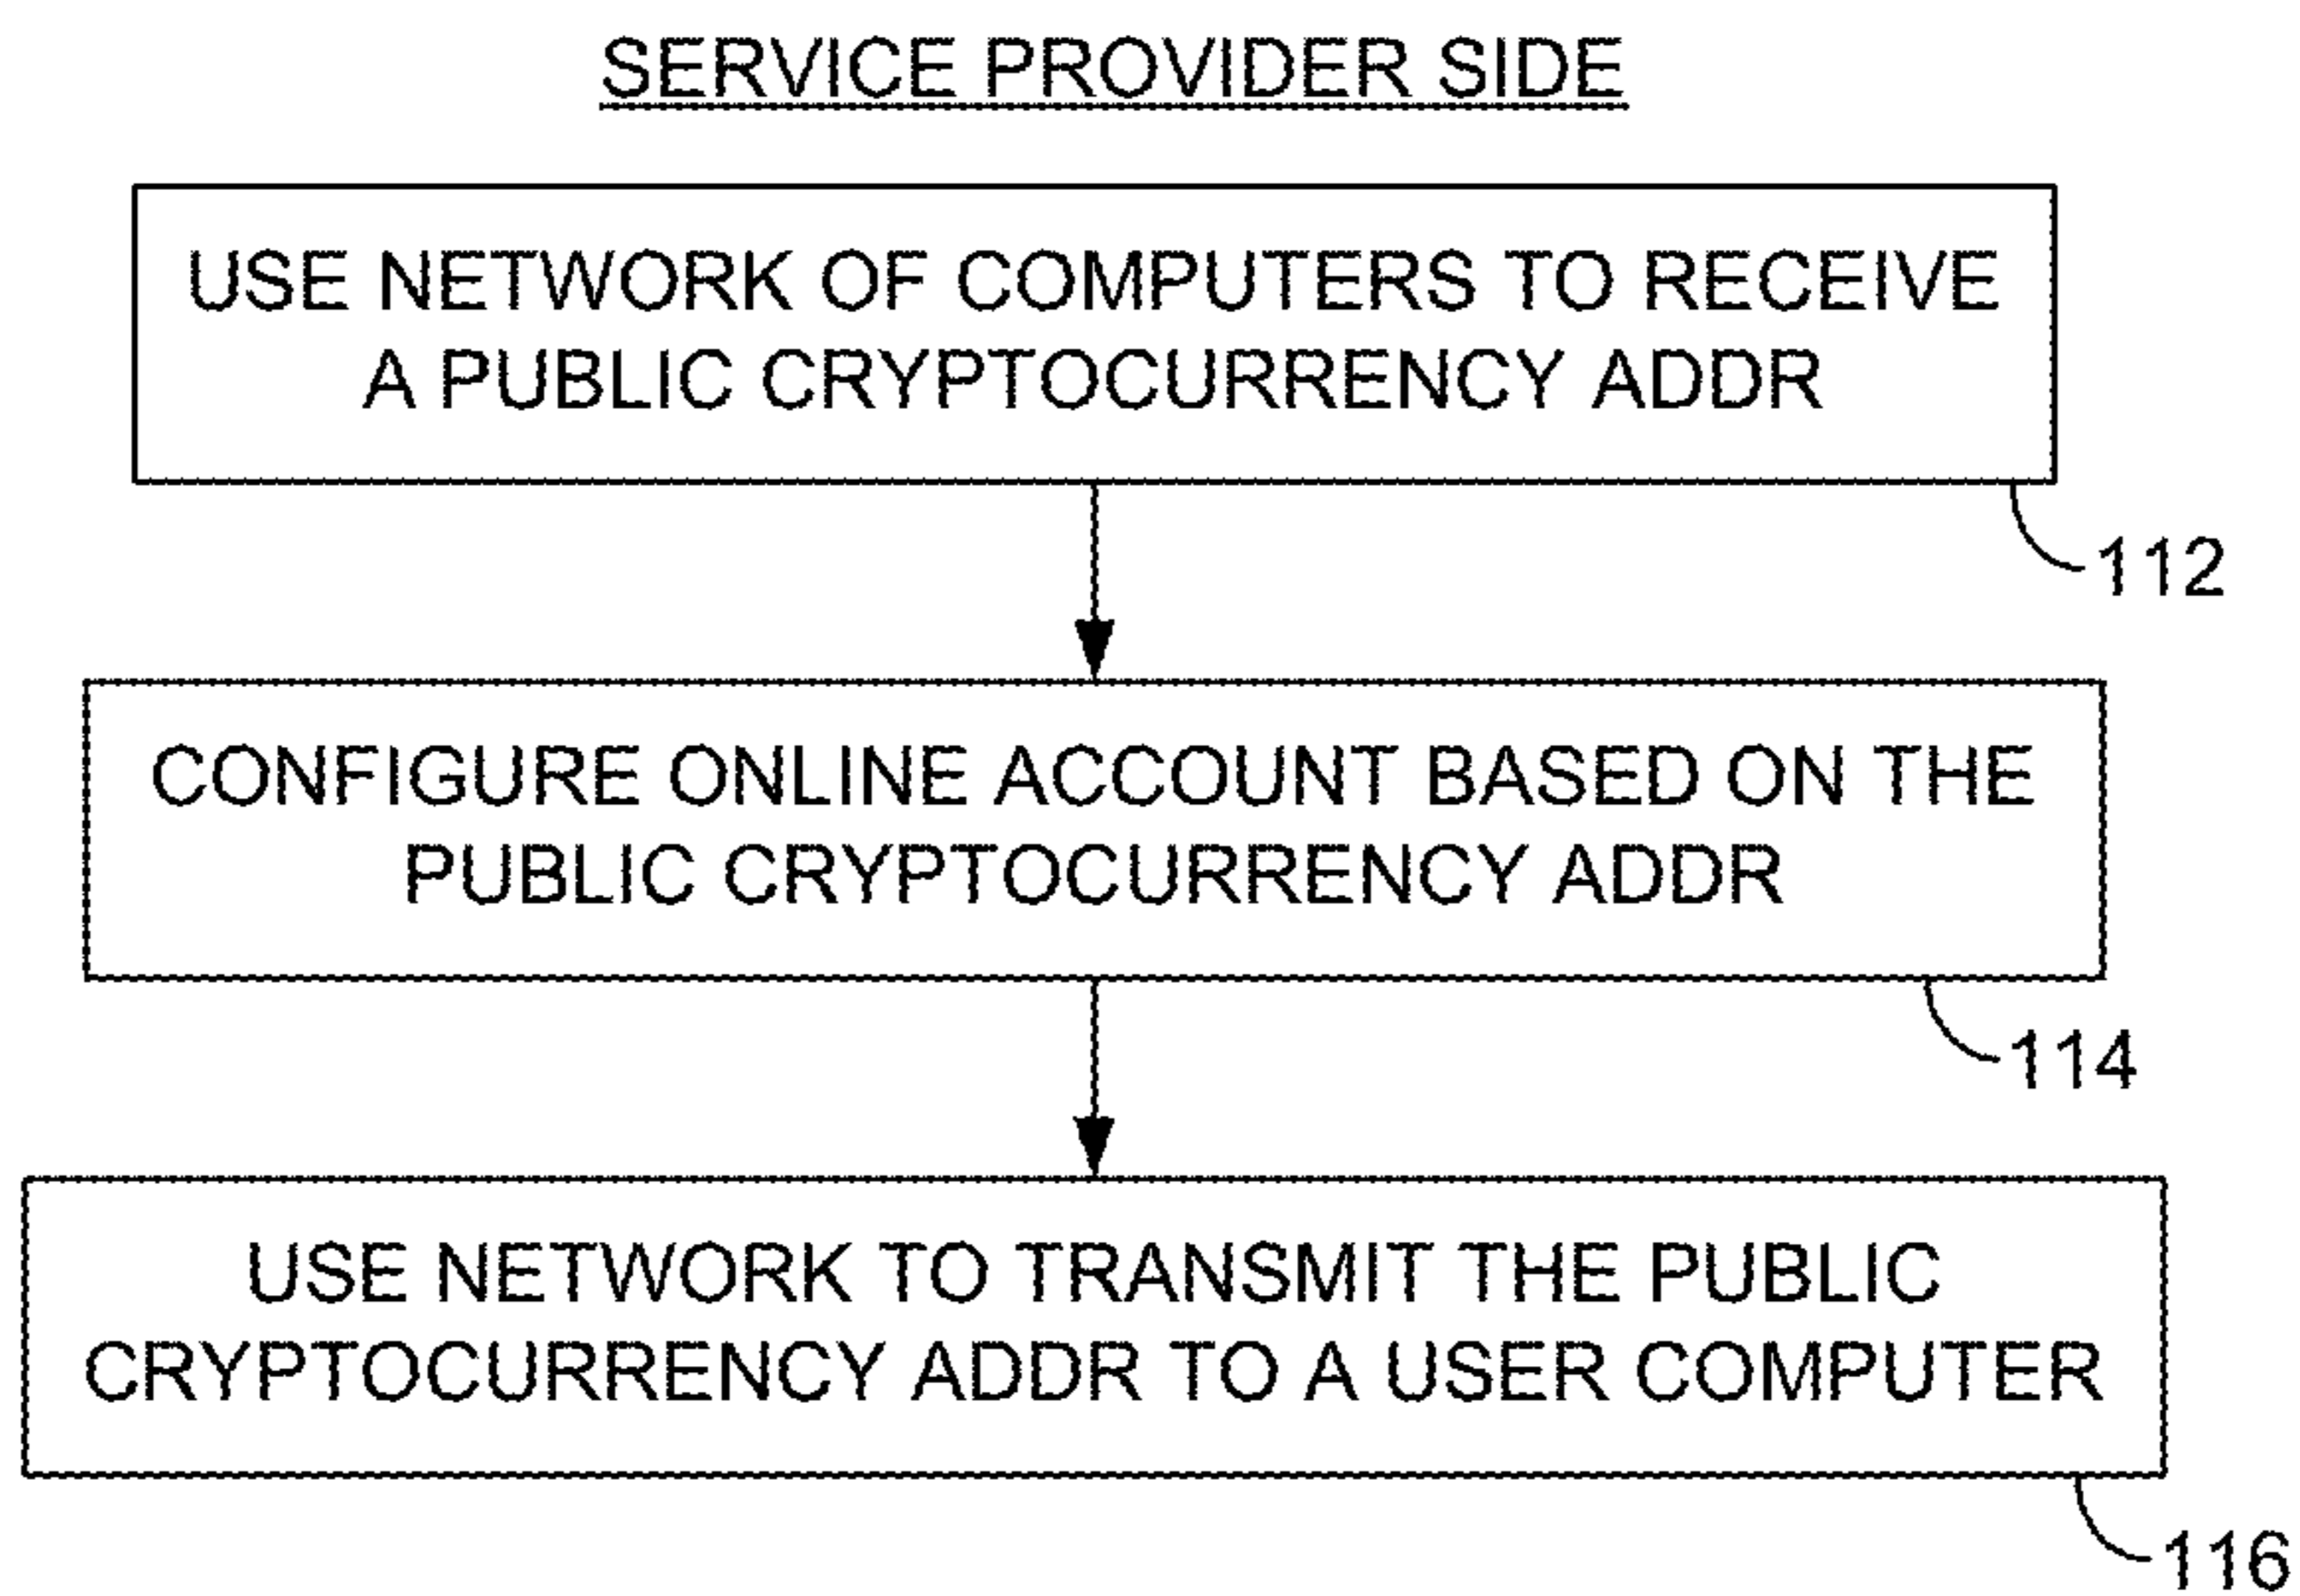 SERVICE PROVIDER SIDE
USE NETWORK OF COMPUTERS TO RECEIVE
A PUBLIC CRYPTOCURRENCY ADDR
112
CONFIGURE ONLINE ACCOUNT BASED ON THE
PUBLIC CRYPTOCURRENCY ADDR
114
USE NETWORK TO TRANSMIT THE PUBLIC
CRYPTOCURRENCY ADDR TO A USER COMPUTER
116